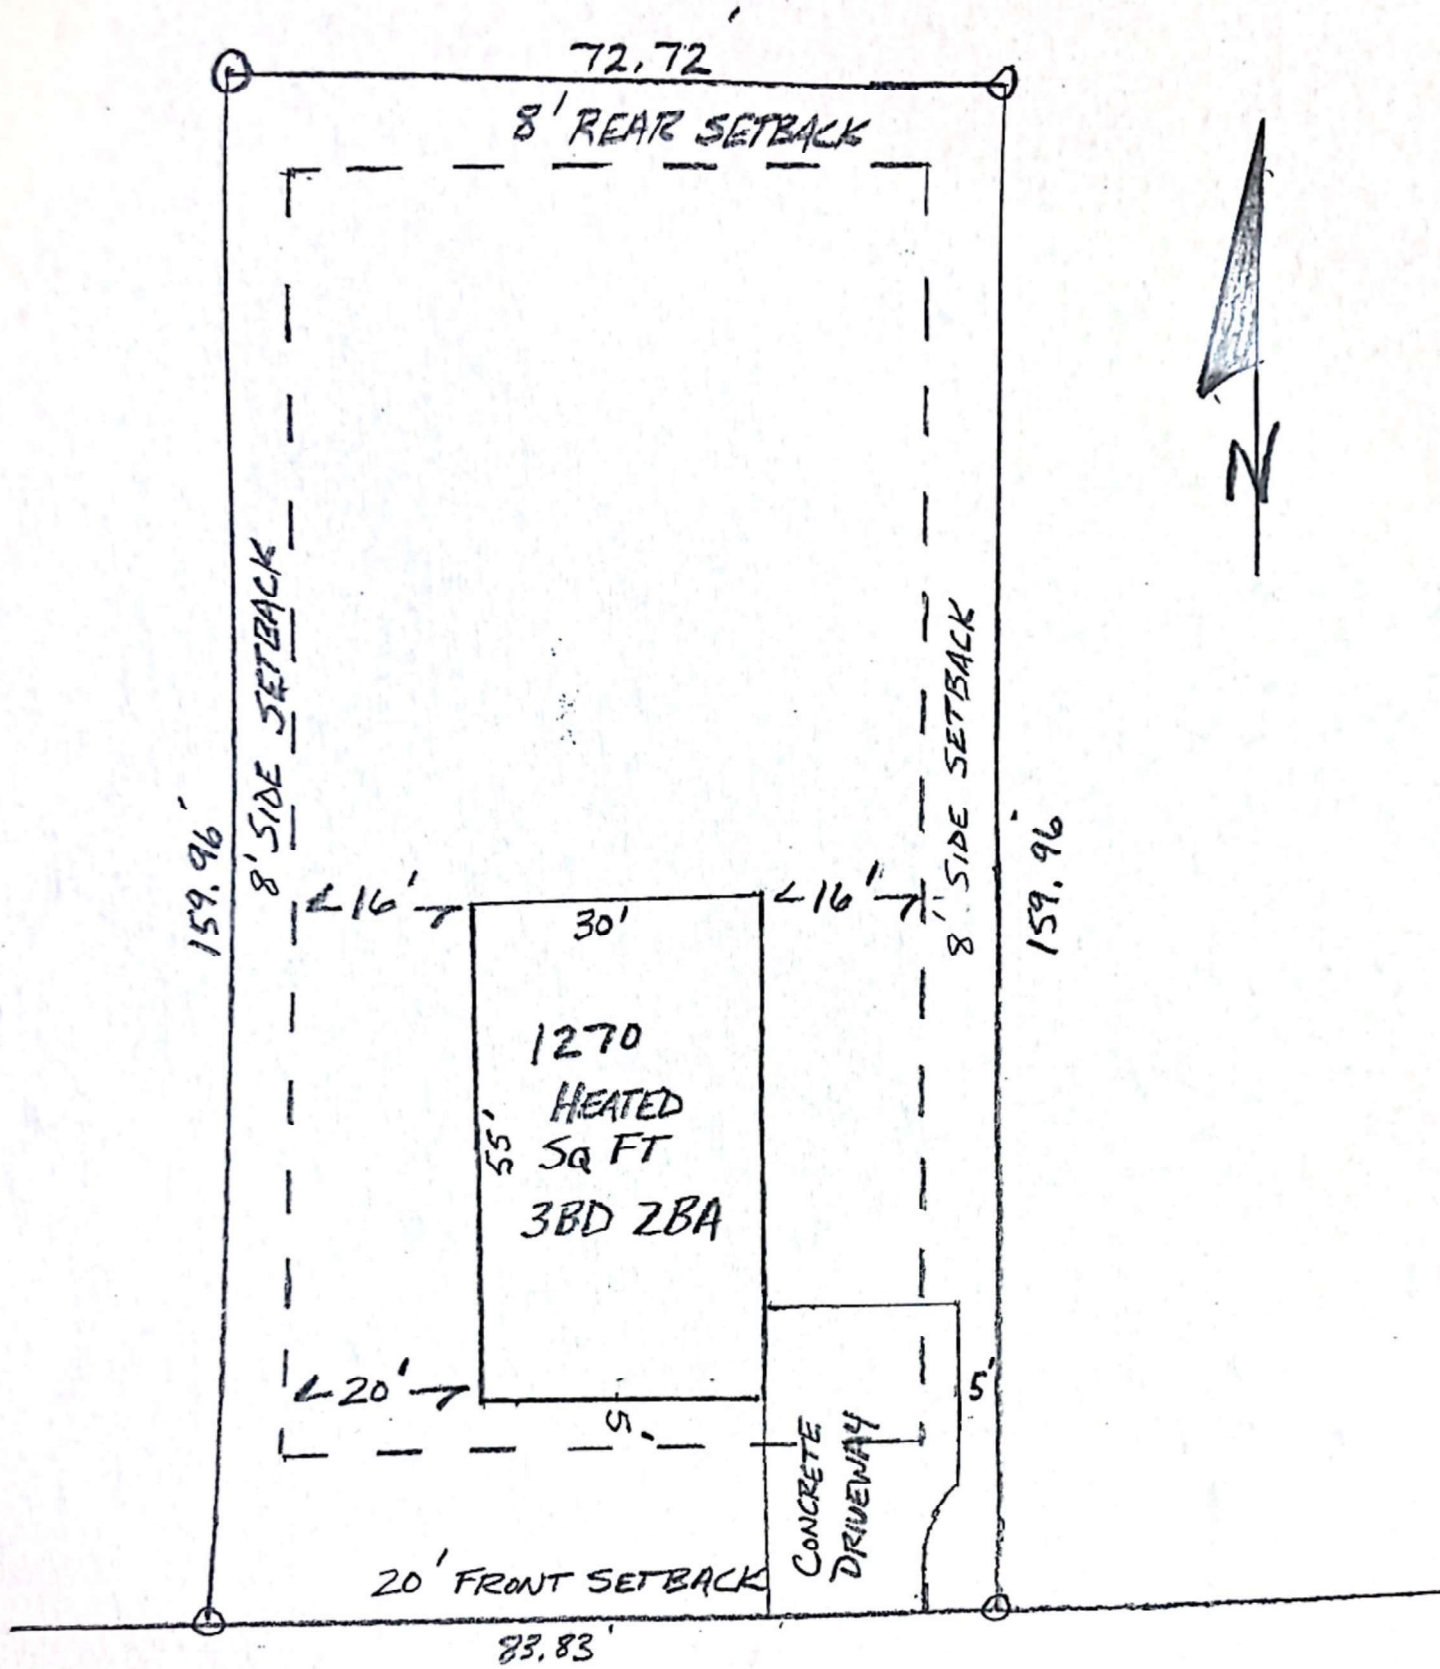 72.72'
8' REAR SETBACK
N
8' SIDE SETBACK
8' SIDE SETBACK
159.96'
159.96'
16'
30'
16'
1270
HEATED
SQ FT
3BD 2BA
55'
20'
5'
5'
CONCRETE
DRIVEWAY
20' FRONT SETBACK
83.83'